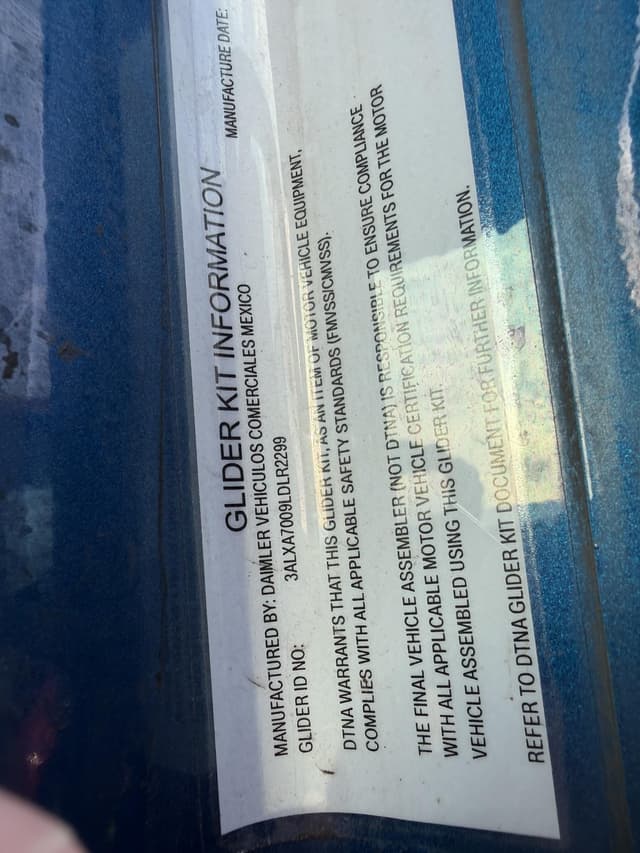 GLIDER KIT INFORMATION
MANUFACTURED BY: DAIMLER VEHICULOS COMERCIALES MEXICO MANUFACTURE DATE:
GLIDER ID NO: 3ALXA7009LDLR2299
DTNA WARRANTS THAT THIS GLIDER KIT, AS AN ITEM OF MOTOR VEHICLE EQUIPMENT,
COMPLIES WITH ALL APPLICABLE SAFETY STANDARDS (FMVSS/CMVSS).
THE FINAL VEHICLE ASSEMBLER (NOT DTNA) IS RESPONSIBLE TO ENSURE COMPLIANCE
WITH ALL APPLICABLE MOTOR VEHICLE CERTIFICATION REQUIREMENTS FOR THE MOTOR
VEHICLE ASSEMBLED USING THIS GLIDER KIT.
REFER TO DTNA GLIDER KIT DOCUMENT FOR FURTHER INFORMATION.